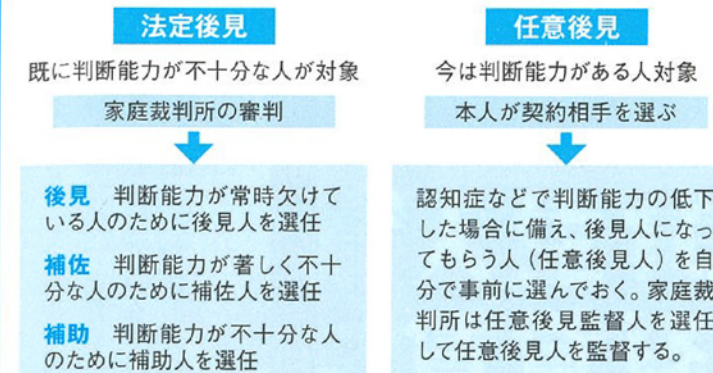 法定後見
既に判断能力が不十分な人が対象
家庭裁判所の審判
後見 判断能力が常時欠けて
いる人のために後見人を選任
補佐 判断能力が著しく不十
分な人のために補佐人を選任
補助 判断能力が不十分な人
のために補助人を選任
任意後見
今は判断能力がある人対象
本人が契約相手を選ぶ
認知症などで判断能力の低下
した場合に備え、後見人になっ
てもらう人（任意後見人）を自
分で事前に選んでおく。家庭裁
判所は任意後見監督人を選任
して任意後見人を監督する。